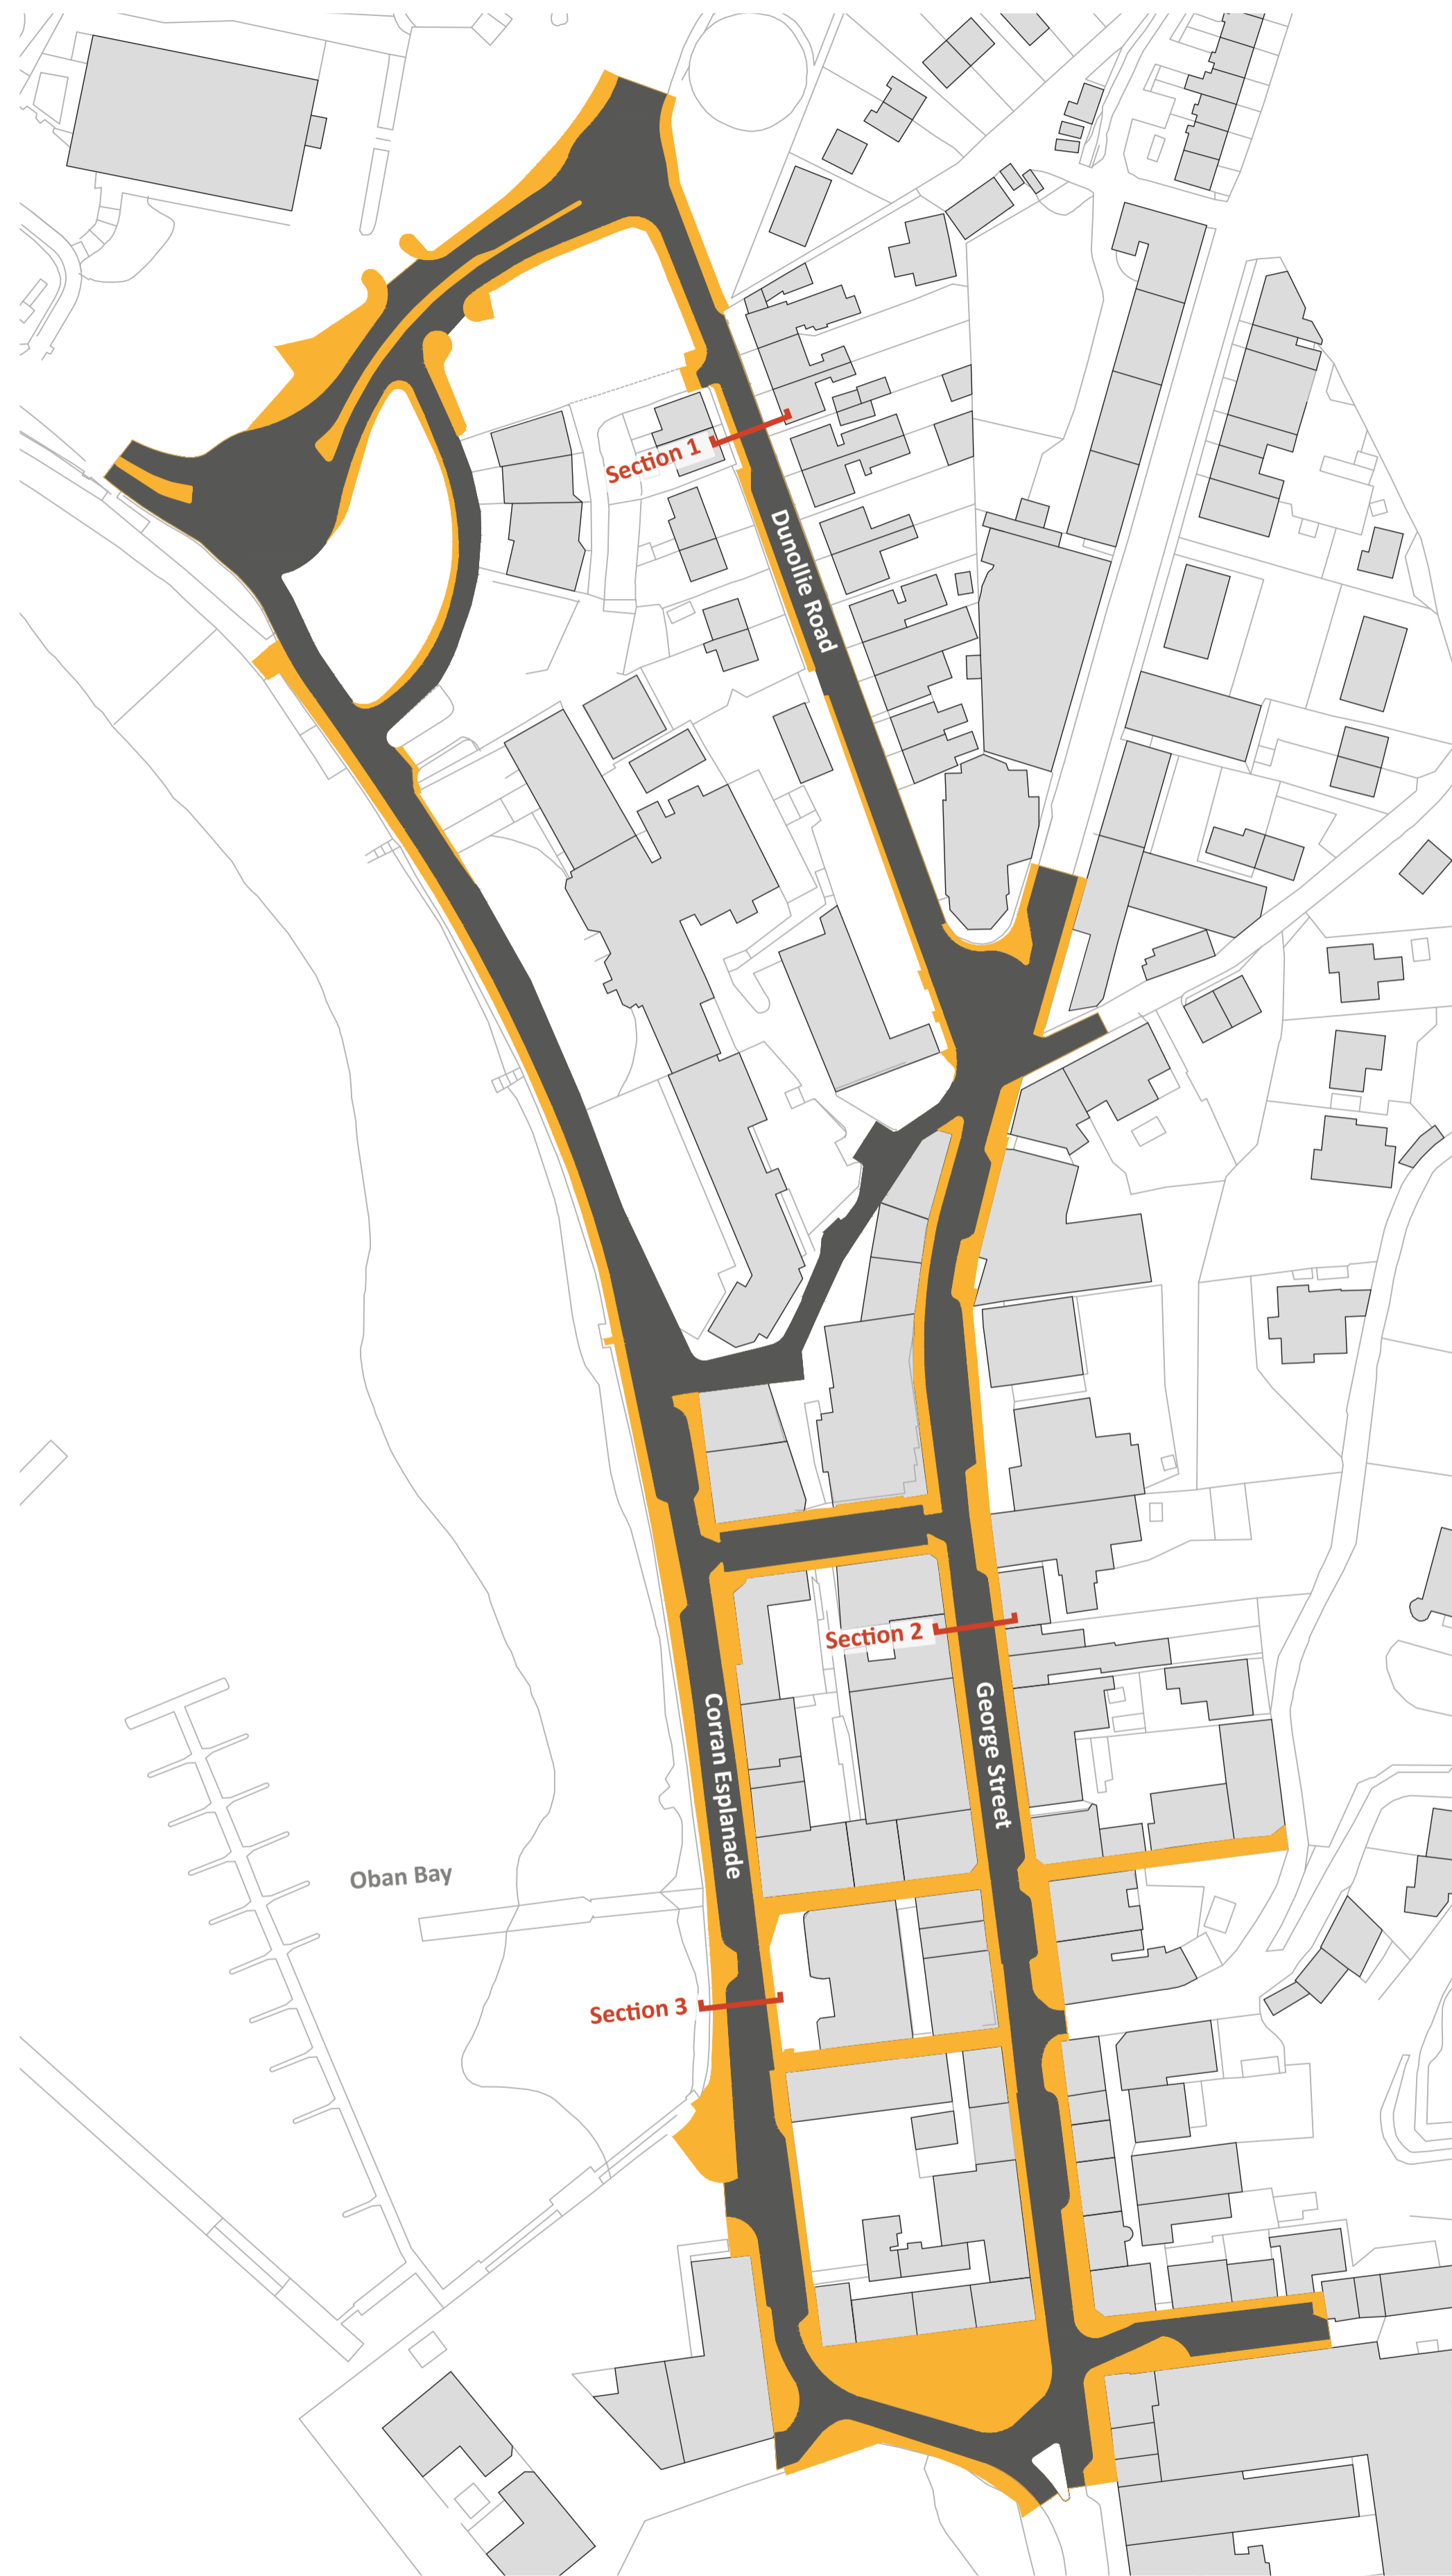 Section 1
Dunollie Road
Section 2
George Street
Corran Esplanade
Oban Bay
Section 3